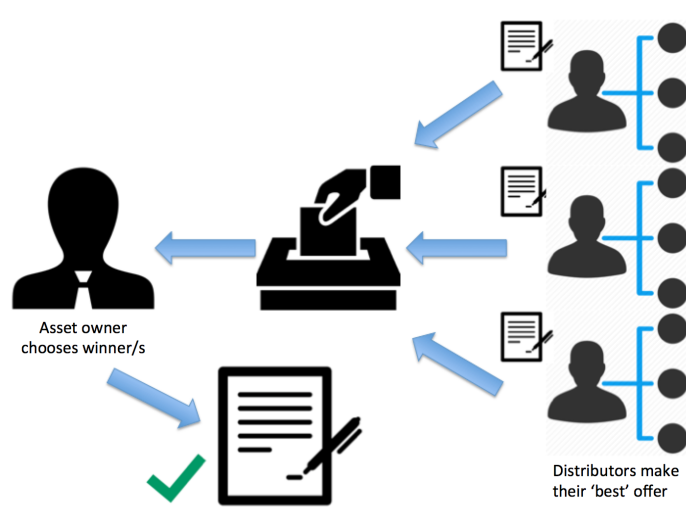 Asset owner
chooses winner/s
Distributors make
their ‘best’ offer